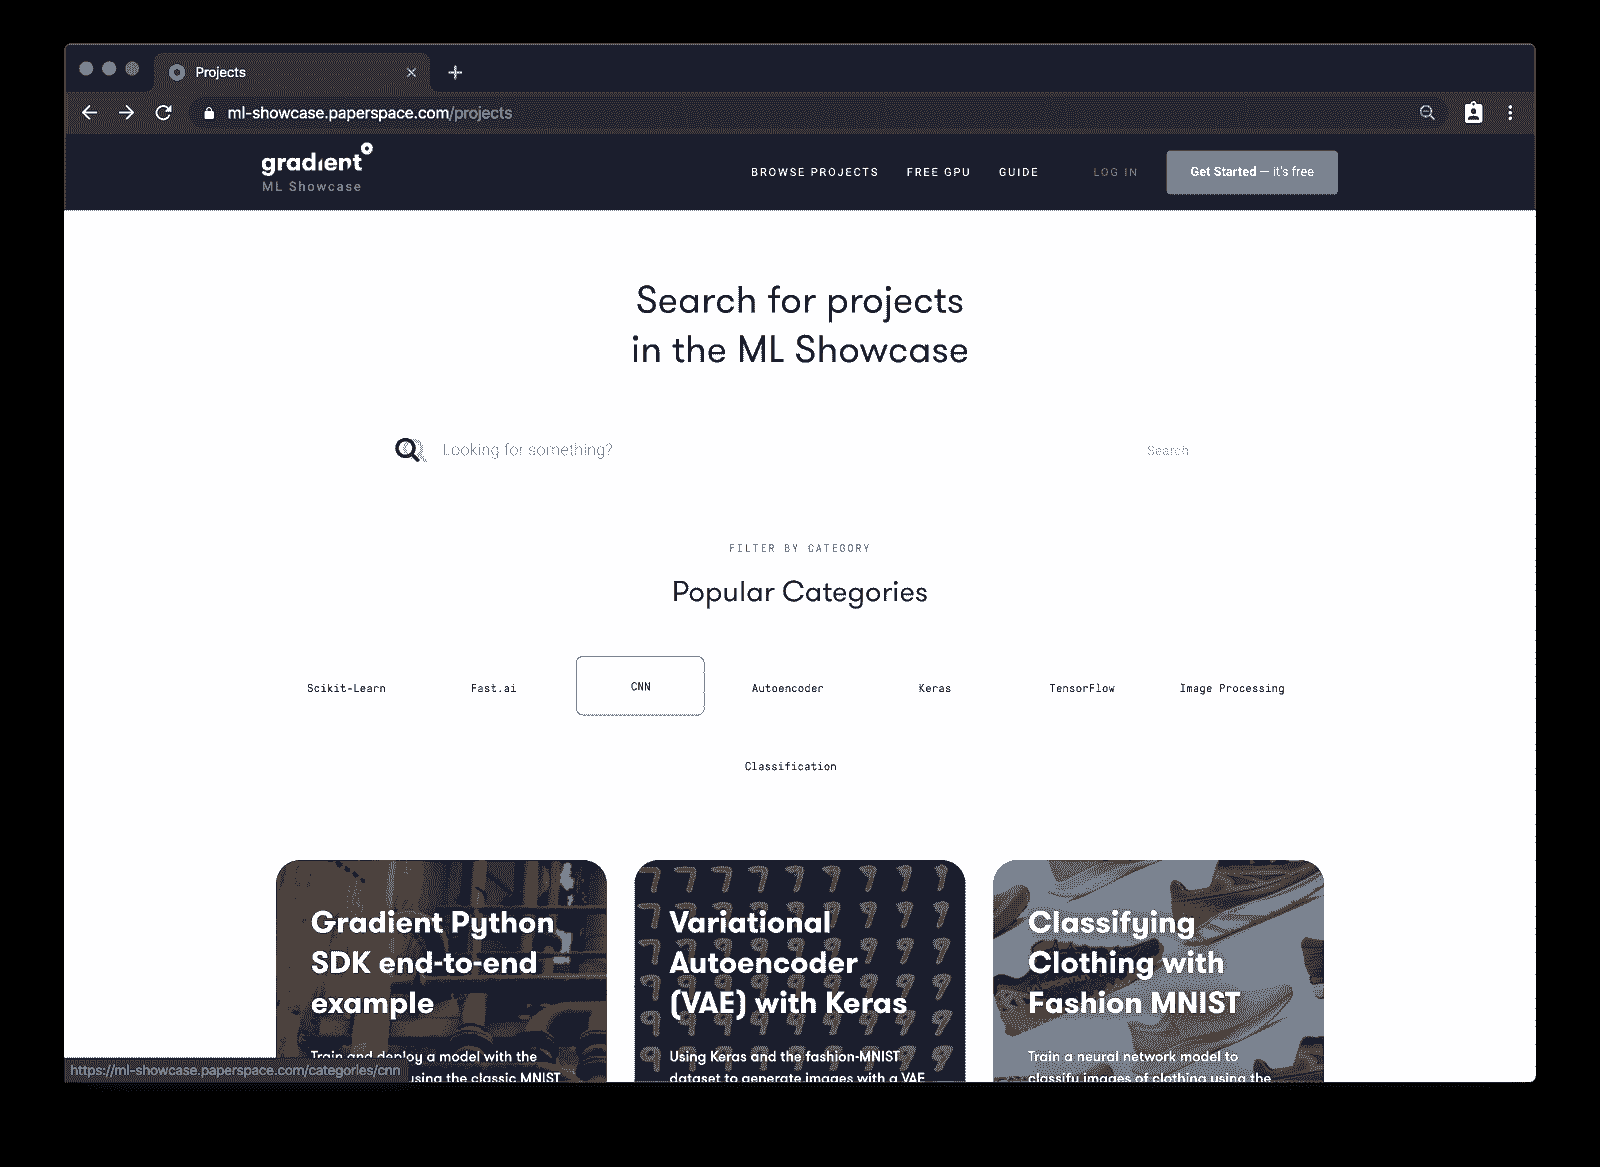 Projects
ml-showcase.paperspace.com/projects
gradient
ML Showcase
BROWSE PROJECTS
FREE GPU
GUIDE
LOG IN
Get Started — it's free
Search for projects
in the ML Showcase
Looking for something?
Search
FILTER BY CATEGORY
Popular Categories
Scikit-Learn
Fast.ai
CNN
Autoencoder
Keras
TensorFlow
Image Processing
Classification
Gradient Python
SDK end-to-end
example
Train and deploy a model with the
using the classic MNIST
Variational
Autoencoder
(VAE) with Keras
Using Keras and the fashion-MNIST
dataset to generate images with a VAE
Classifying
Clothing with
Fashion MNIST
Train a neural network model to
classify images of clothing using the
https://ml-showcase.paperspace.com/categories/cnn